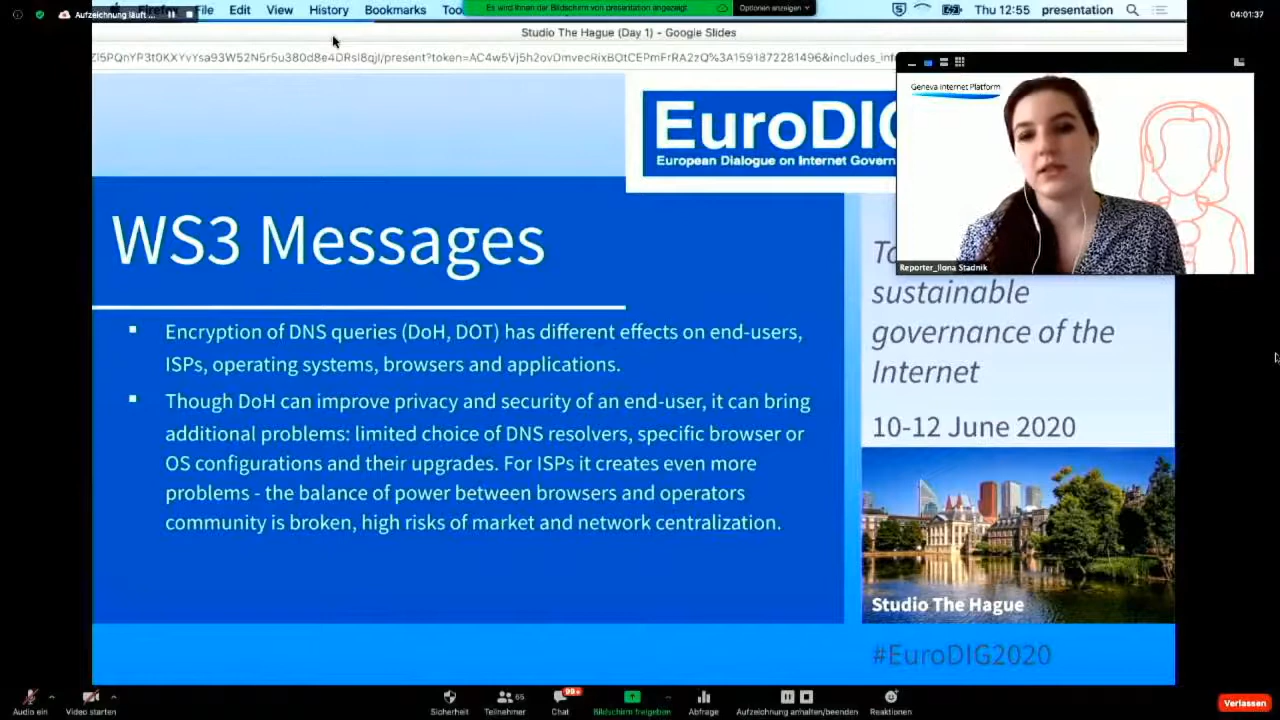 Aufzeichnung läuft ...
Firefox File Edit View History Bookmarks
Es wird Ihnen der Bildschirm von presentation angezeigt
Optionen anzeigen
Thu 12:55 presentation
04:01:37
Studio The Hague (Day 1) - Google Slides
Geneva Internet Platform
EuroDIG
European Dialogue on Internet Govern
Reporter_Ilona Stadnik
WS3 Messages
Encryption of DNS queries (DoH, DOT) has different effects on end-users,
ISPs, operating systems, browsers and applications.
Though DoH can improve privacy and security of an end-user, it can bring
additional problems: limited choice of DNS resolvers, specific browser or
OS configurations and their upgrades. For ISPs it creates even more
problems - the balance of power between browsers and operators
community is broken, high risks of market and network centralization.
sustainable
governance of the
Internet
10-12 June 2020
Studio The Hague
#EuroDIG2020
Audio ein
Video starten
Sicherheit
65
Teilnehmer
99+
Chat
Bildschirm freigeben
Abfrage
Aufzeichnung anhalten/beenden
Reaktionen
Verlassen